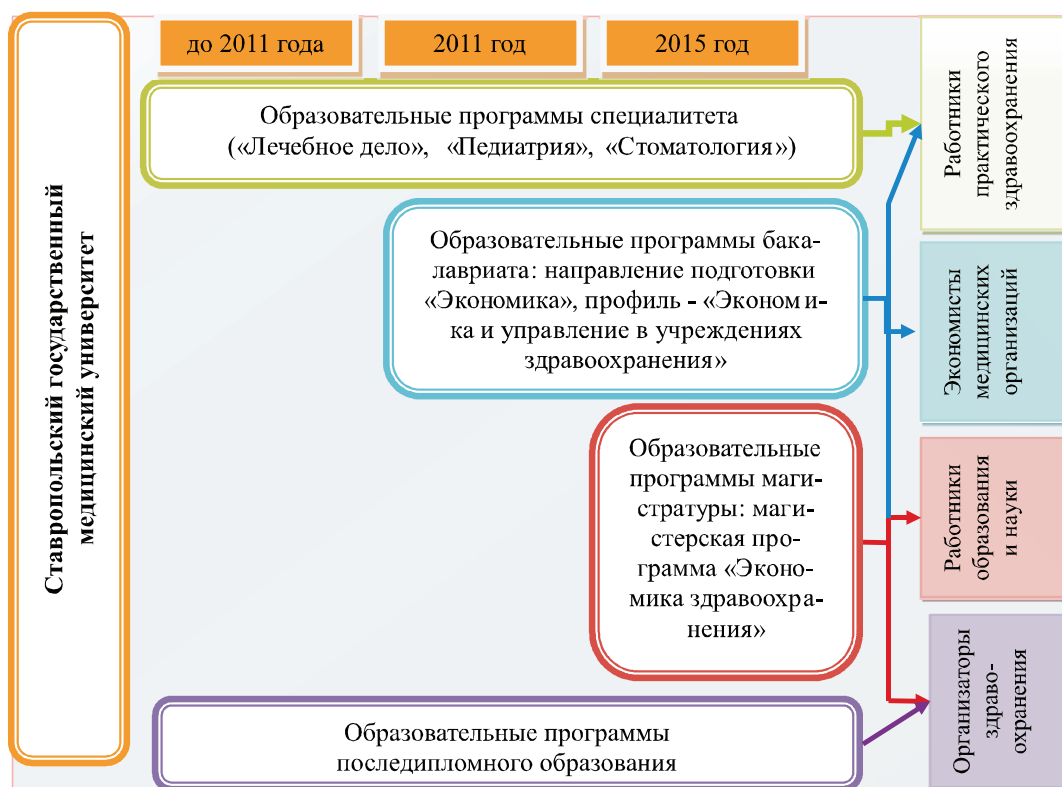 Ставропольский государственный
медицинский университет
до 2011 года
2011 год
2015 год
Образовательные программы специалитета
(«Лечебное дело», «Педиатрия», «Стоматология»)
Образовательные программы бака-
лавриата: направление подготовки
«Экономика», профиль - «Эконом и-
ка и управление в учреждениях
здравоохранения»
Образовательные
программы маги-
стратуры: маги-
стерская про-
грамма «Эконо-
мика здравоохра-
нения»
Образовательные программы
последипломного образования
Работники
практического
здравоохранения
Экономисты
медицинских
организаций
Работники
образования
и науки
Организаторы
здраво-
охранения